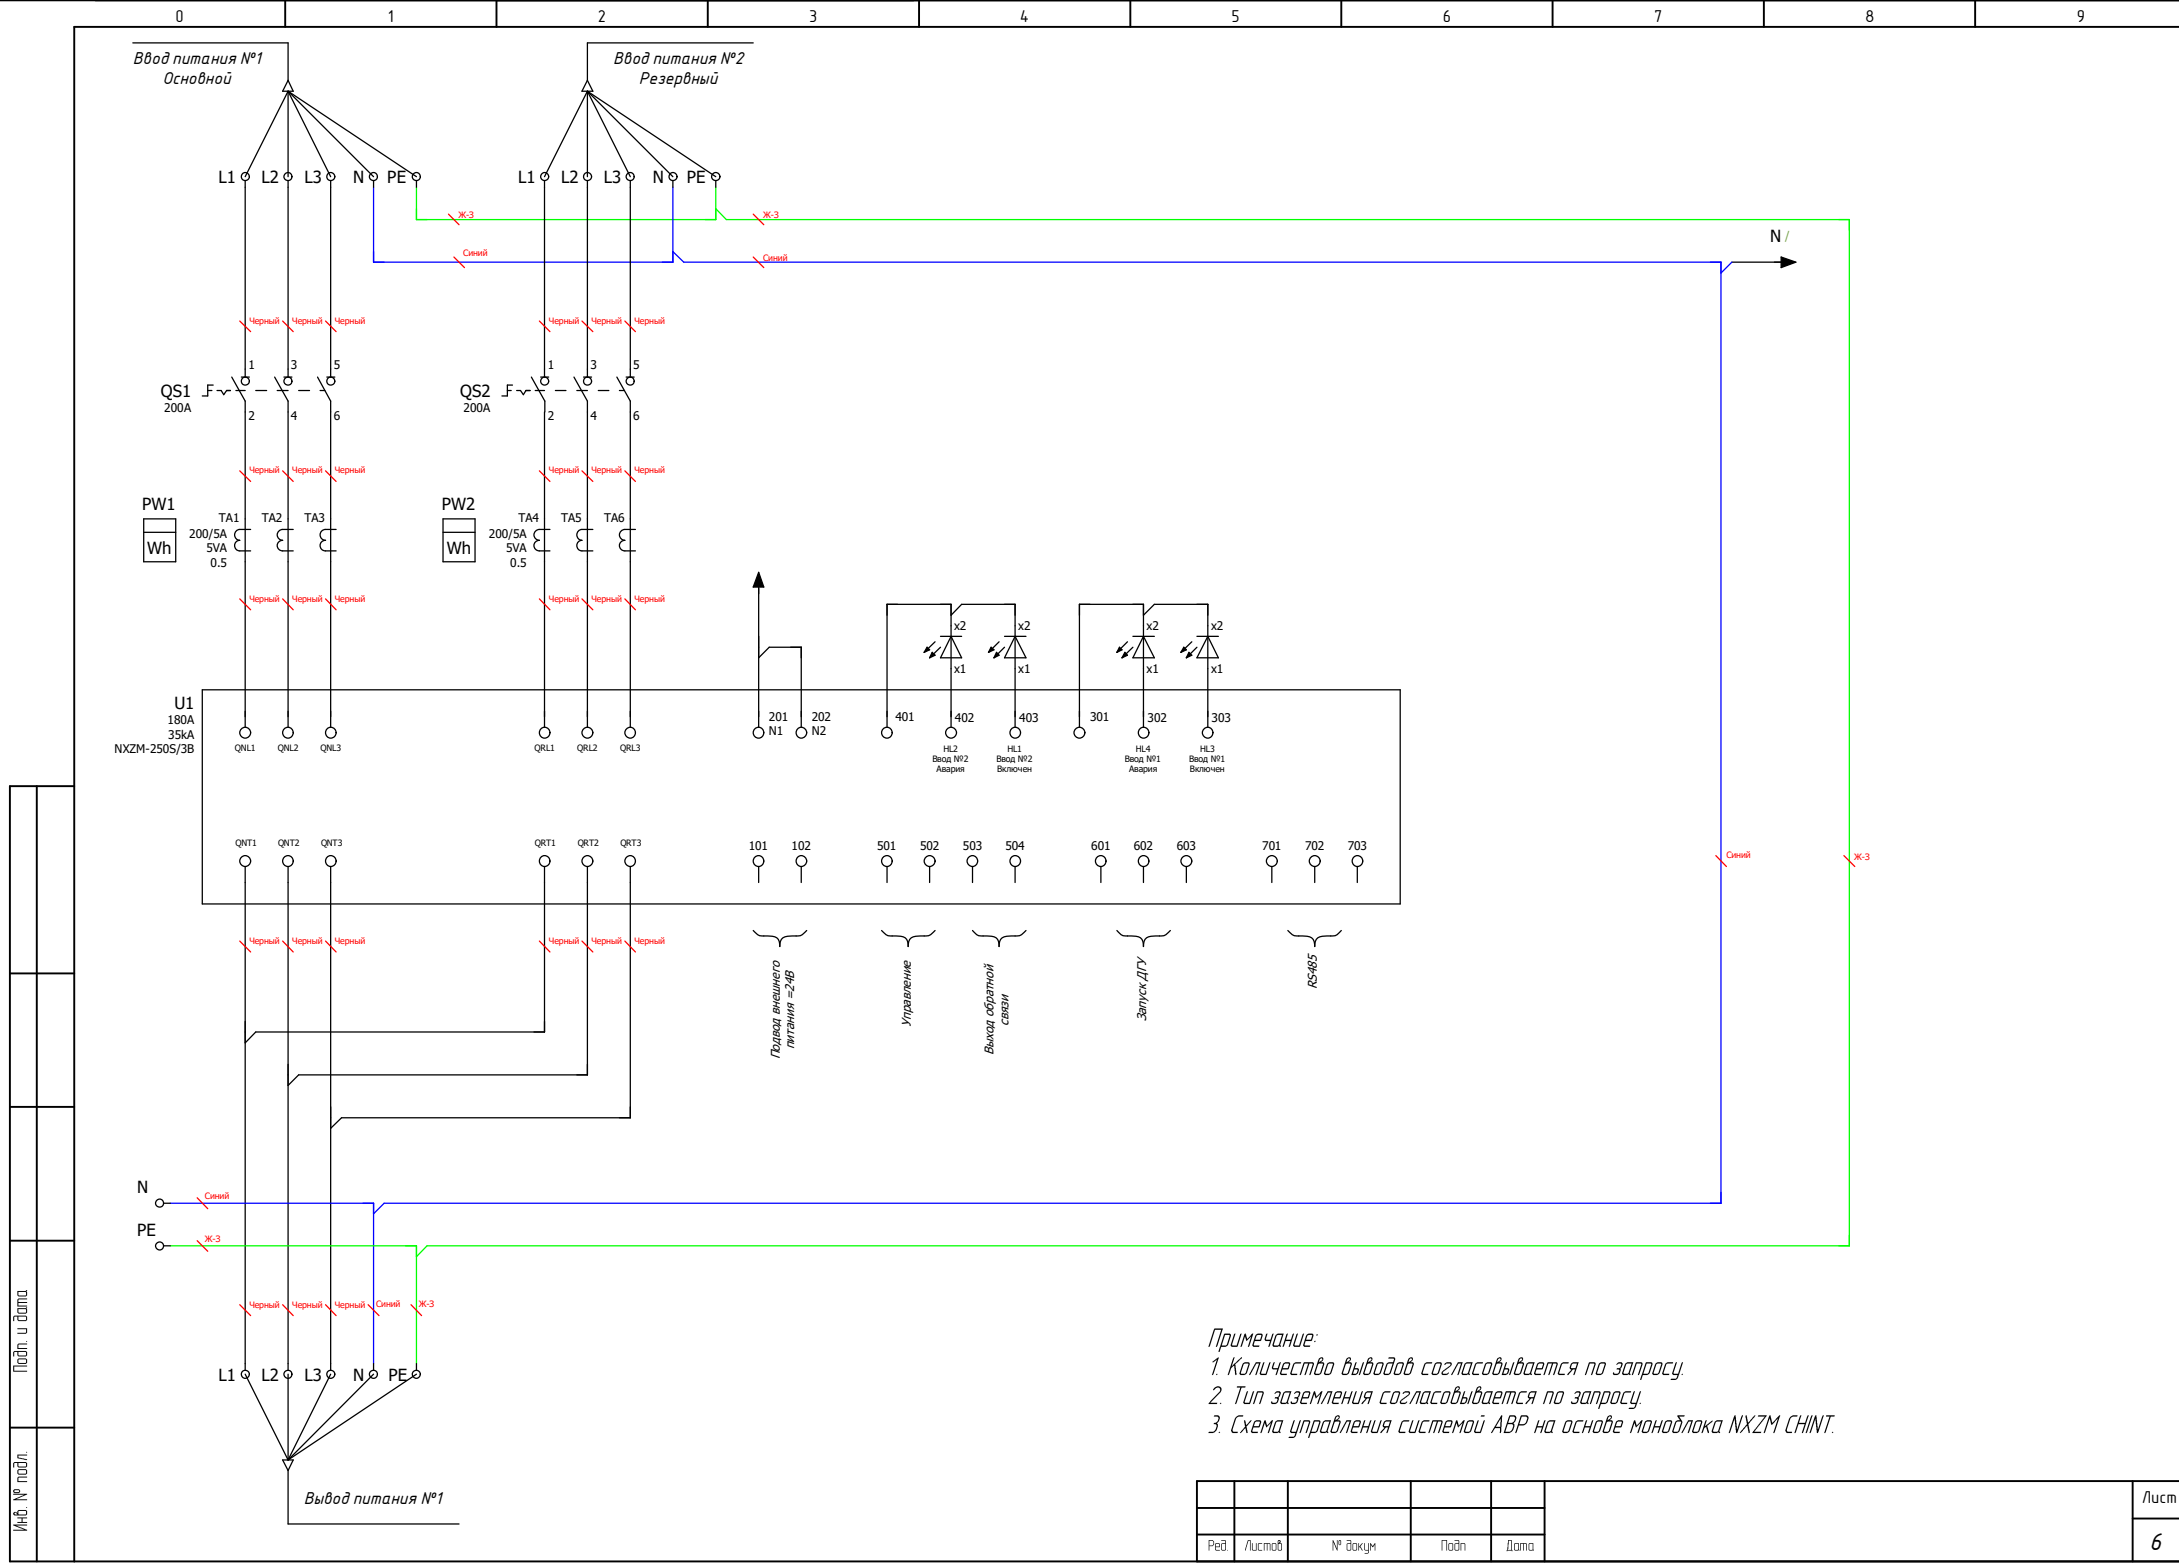 0 1 2 3 4 5 6 7 8 9
Ввод питания №1
Основной
Ввод питания №2
Резервный
L1 L2 L3 N PE
L1 L2 L3 N PE
Ж-З Ж-З
N /
Синий Синий
Черный Черный Черный Черный Черный Черный
1 3 5 1 3 5
QS1
200A
QS2
200A
2 4 6 2 4 6
Черный Черный Черный Черный Черный Черный
PW1
Wh
TA1 TA2 TA3
200/5A
5VA
0.5
PW2
Wh
TA4 TA5 TA6
200/5A
5VA
0.5
Черный Черный Черный Черный Черный Черный
x2 x2 x2 x2
x1 x1 x1 x1
U1
180A
35kA
NXZM-250S/3B
QNL1 QNL2 QNL3 QRL1 QRL2 QRL3
201 202 401 402 403 301 302 303
N1 N2
HL2
Ввод №2
Авария
HL1
Ввод №2
Включен
HL4
Ввод №1
Авария
HL3
Ввод №1
Включен
QNT1 QNT2 QNT3 QRT1 QRT2 QRT3
101 102 501 502 503 504 601 602 603 701 702 703
Синий Ж-З
Черный Черный Черный Черный Черный Черный
Подвод внешнего
питания =24В
Управление
Выход обратной
связи
Запуск ДГУ
RS485
N
Синий
PE
Ж-З
Черный Черный Черный Синий Ж-З
L1 L2 L3 N PE
Вывод питания №1
Примечание:
1. Количество выводов согласовывается по запросу.
2. Тип заземления согласовывается по запросу.
3. Схема управления системой АВР на основе моноблока NXZM CHINT.
Подп. и дата
Инв. № подл.
Ред. Листов № докум Подп Дата
Лист
6